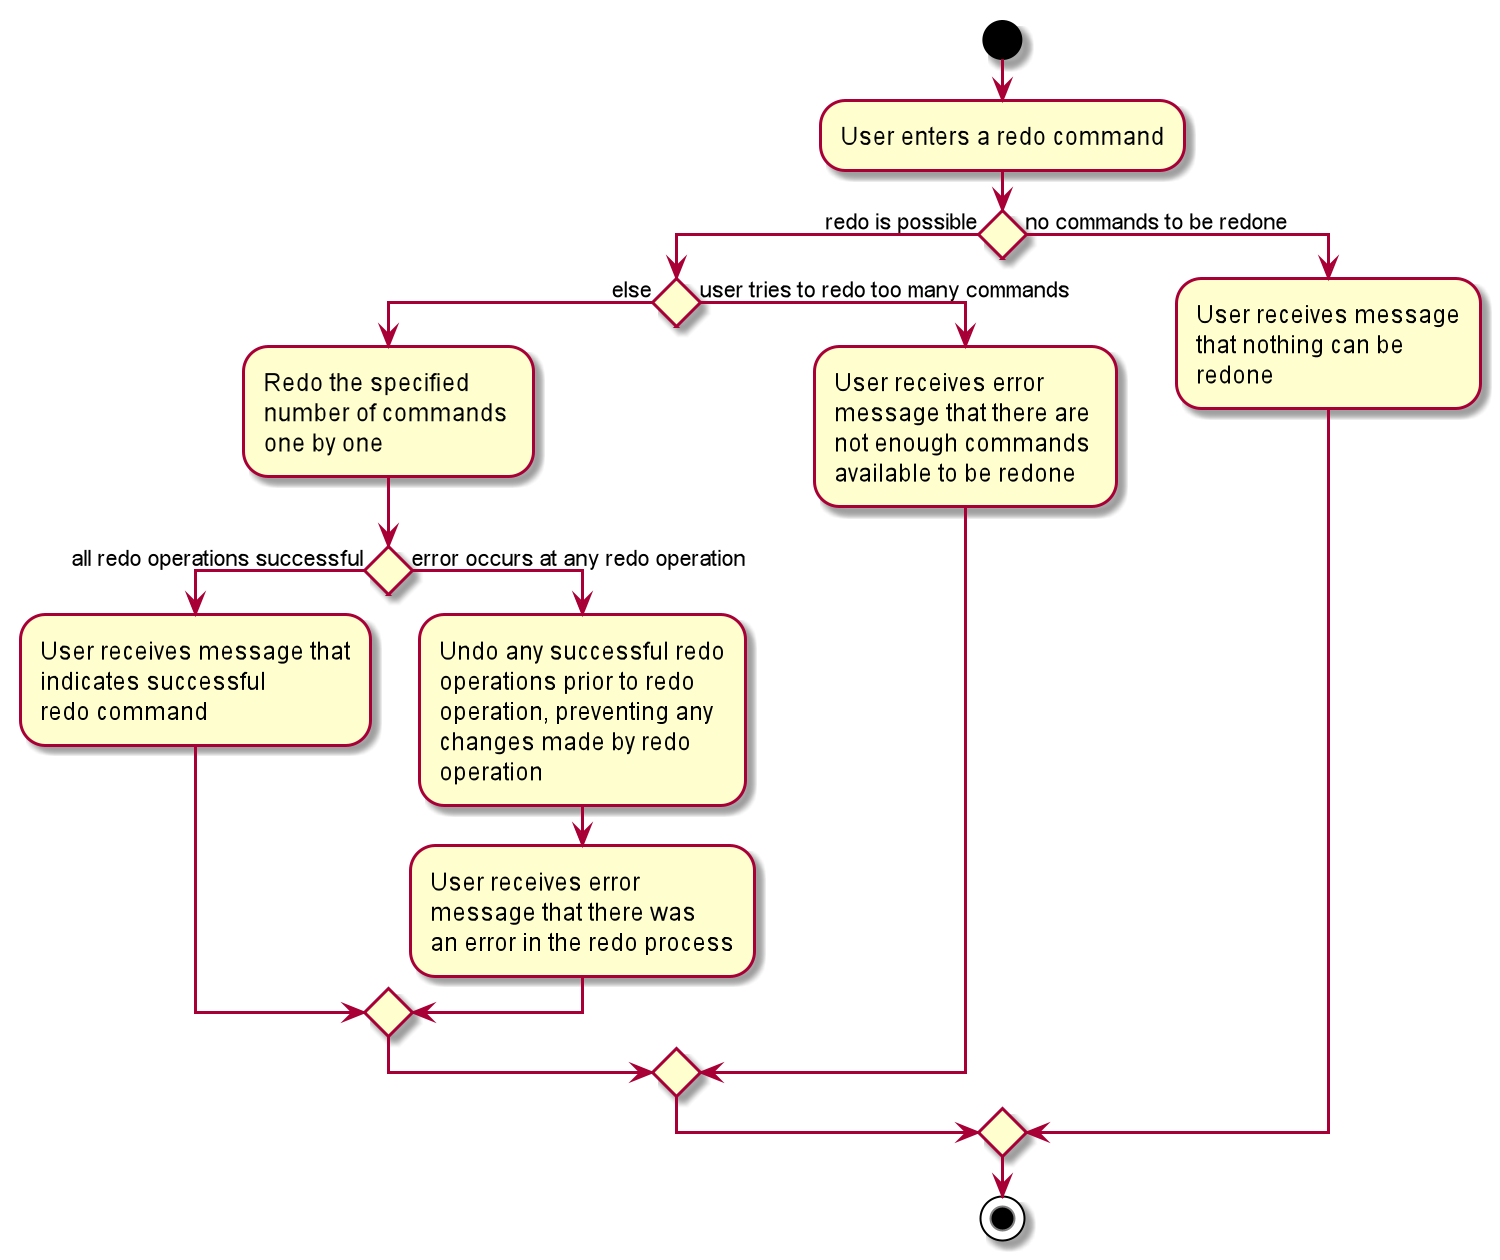 User enters a redo command
redo is possible
no commands to be redone
else
user tries to redo too many commands
User receives message
that nothing can be
redone
Redo the specified
number of commands
one by one
User receives error
message that there are
not enough commands
available to be redone
all redo operations successful
error occurs at any redo operation
User receives message that
indicates successful
redo command
Undo any successful redo
operations prior to redo
operation, preventing any
changes made by redo
operation
User receives error
message that there was
an error in the redo process